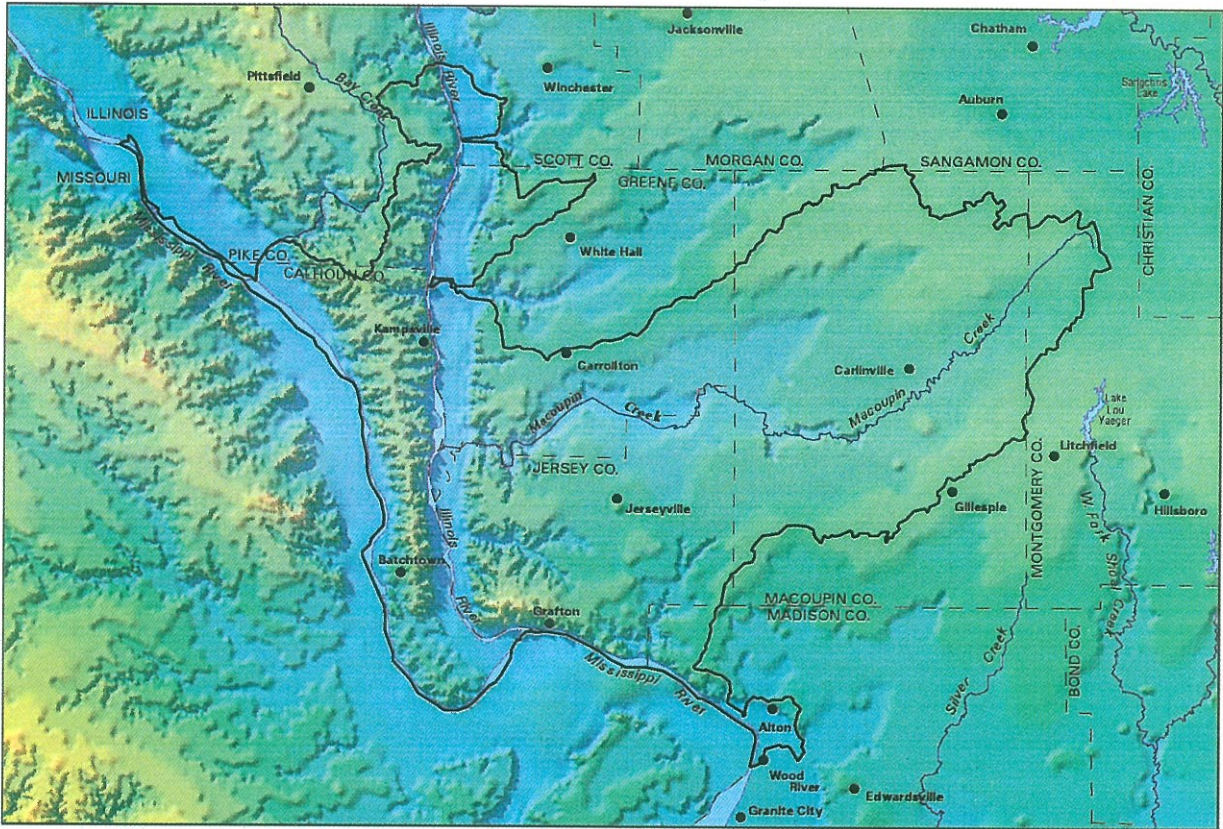 Jacksonville
Chatham
Illinois River
Pittsfield
Bay Creek
Winchester
Auburn
ILLINOIS
MISSOURI
SCOTT CO.
MORGAN CO.
SANGAMON CO.
GREENE CO.
CHRISTIAN CO.
Mississippi River
PIKE CO.
CALHOUN CO.
White Hall
Kampsville
Carrollton
Carlinville
Creek
Macoupin
Macoupin
Creek
Lake
Lou
Yaeger
Litchfield
JERSEY CO.
Jerseyville
Gillespie
MONTGOMERY CO.
W. Fork
Shoal Creek
Hillsboro
Illinois
River
Batchtown
Grafton
MACOUPIN CO.
MADISON CO.
Mississippi
River
Silver
Creek
BOND CO.
Alton
Wood
River
Edwardsville
Granite City